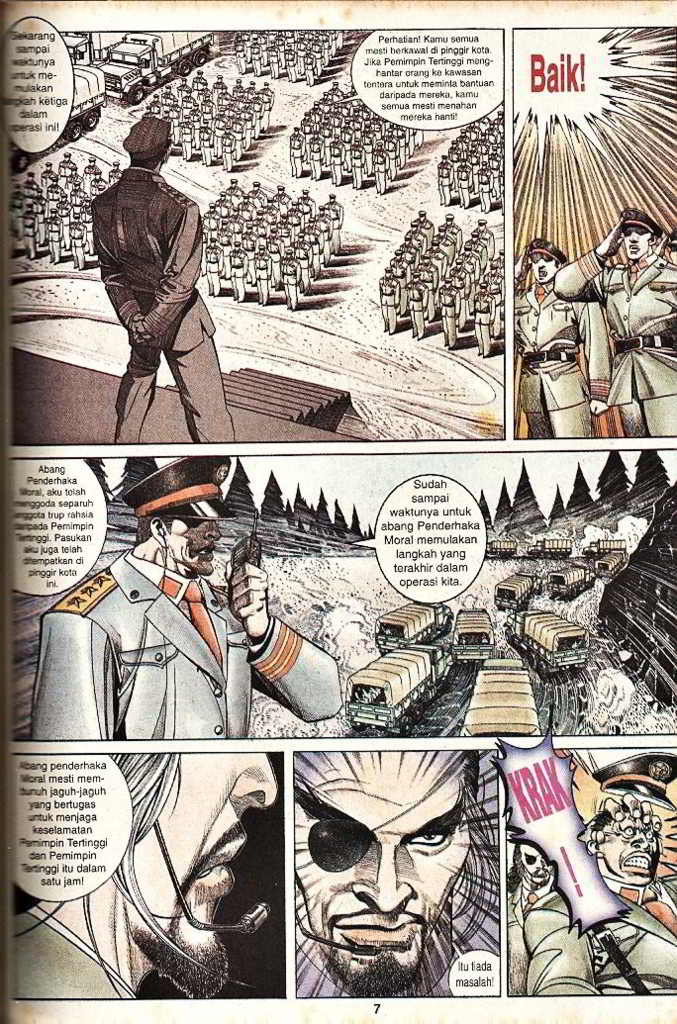 Sekarang
sampai
waktunya
untuk me-
mulakan
langkah ketiga
dalam
operasi ini!
Perhatian! Kamu semua
mesti berkawal di pinggir kota.
Jika Pemimpin Tertinggi meng-
hantar orang ke kawasan
tentera untuk meminta bantuan
daripada mereka, kamu
semua mesti menahan
mereka hanti!
Baik!
Abang
Penderhaka
Moral, aku telah
menggoda separuh
anggota trup rahsia
daripada Pemimpin
Tertinggi. Pasukan
aku juga telah
ditempatkan di
pinggir kota
ini.
Sudah
sampai
waktunya untuk
abang Penderhaka
Moral memulakan
langkah yang
terakhir dalam
operasi kita.
Abang penderhaka
Moral mesti mem-
bunuh jaguh-jaguh
yang bertugas
untuk menjaga
keselamatan
Pimimpin Tertinggi
dan Pemimpin
Tertinggi itu dalam
satu jam!
Itu tiada
masalah!
KRAK
!
7